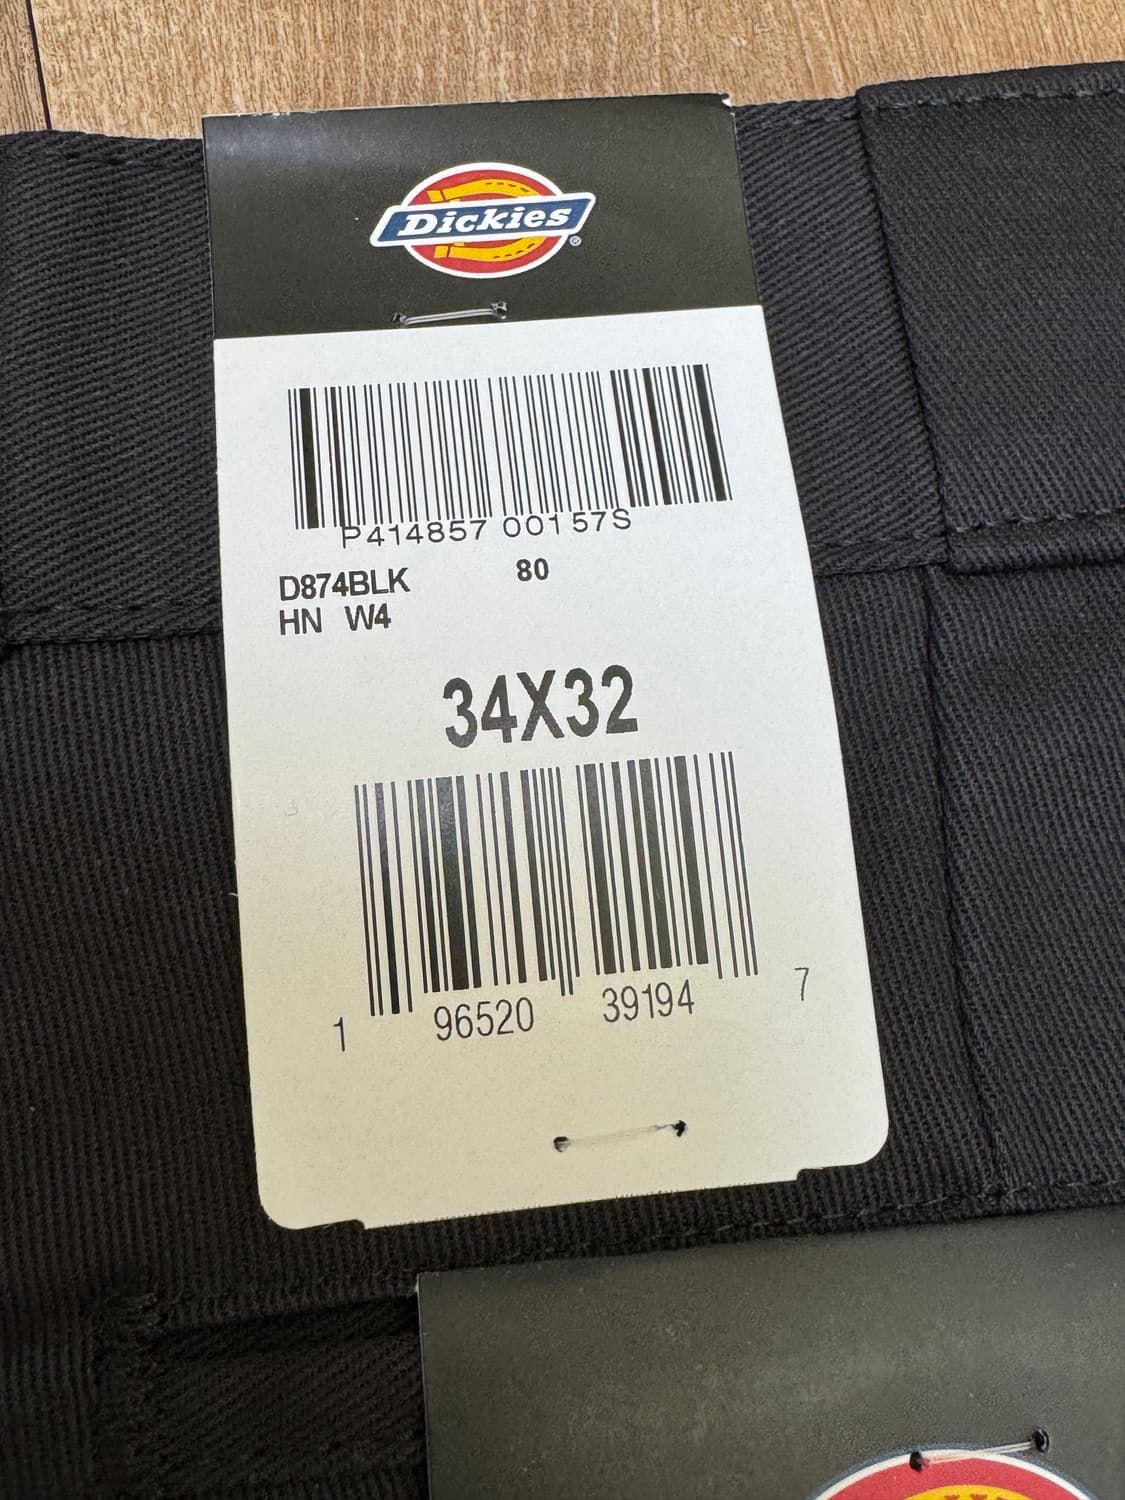 Dickies®
P414857 00157S
D874BLK 80
HN W4
34X32
1 96520 39194 7